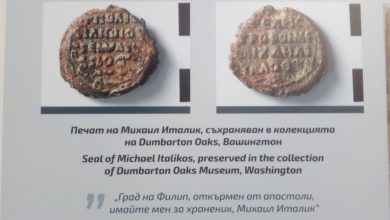 Печат на Михаил Италик, съхраняван в колекцията
на Dumbarton Oaks, Вашингтон
Seal of Michael Italikos, preserved in the collection
of Dumbarton Oaks Museum, Washington
„Град на Филип, откърмен от апостоли,
имайте мен за храненик, Михаил Италик“